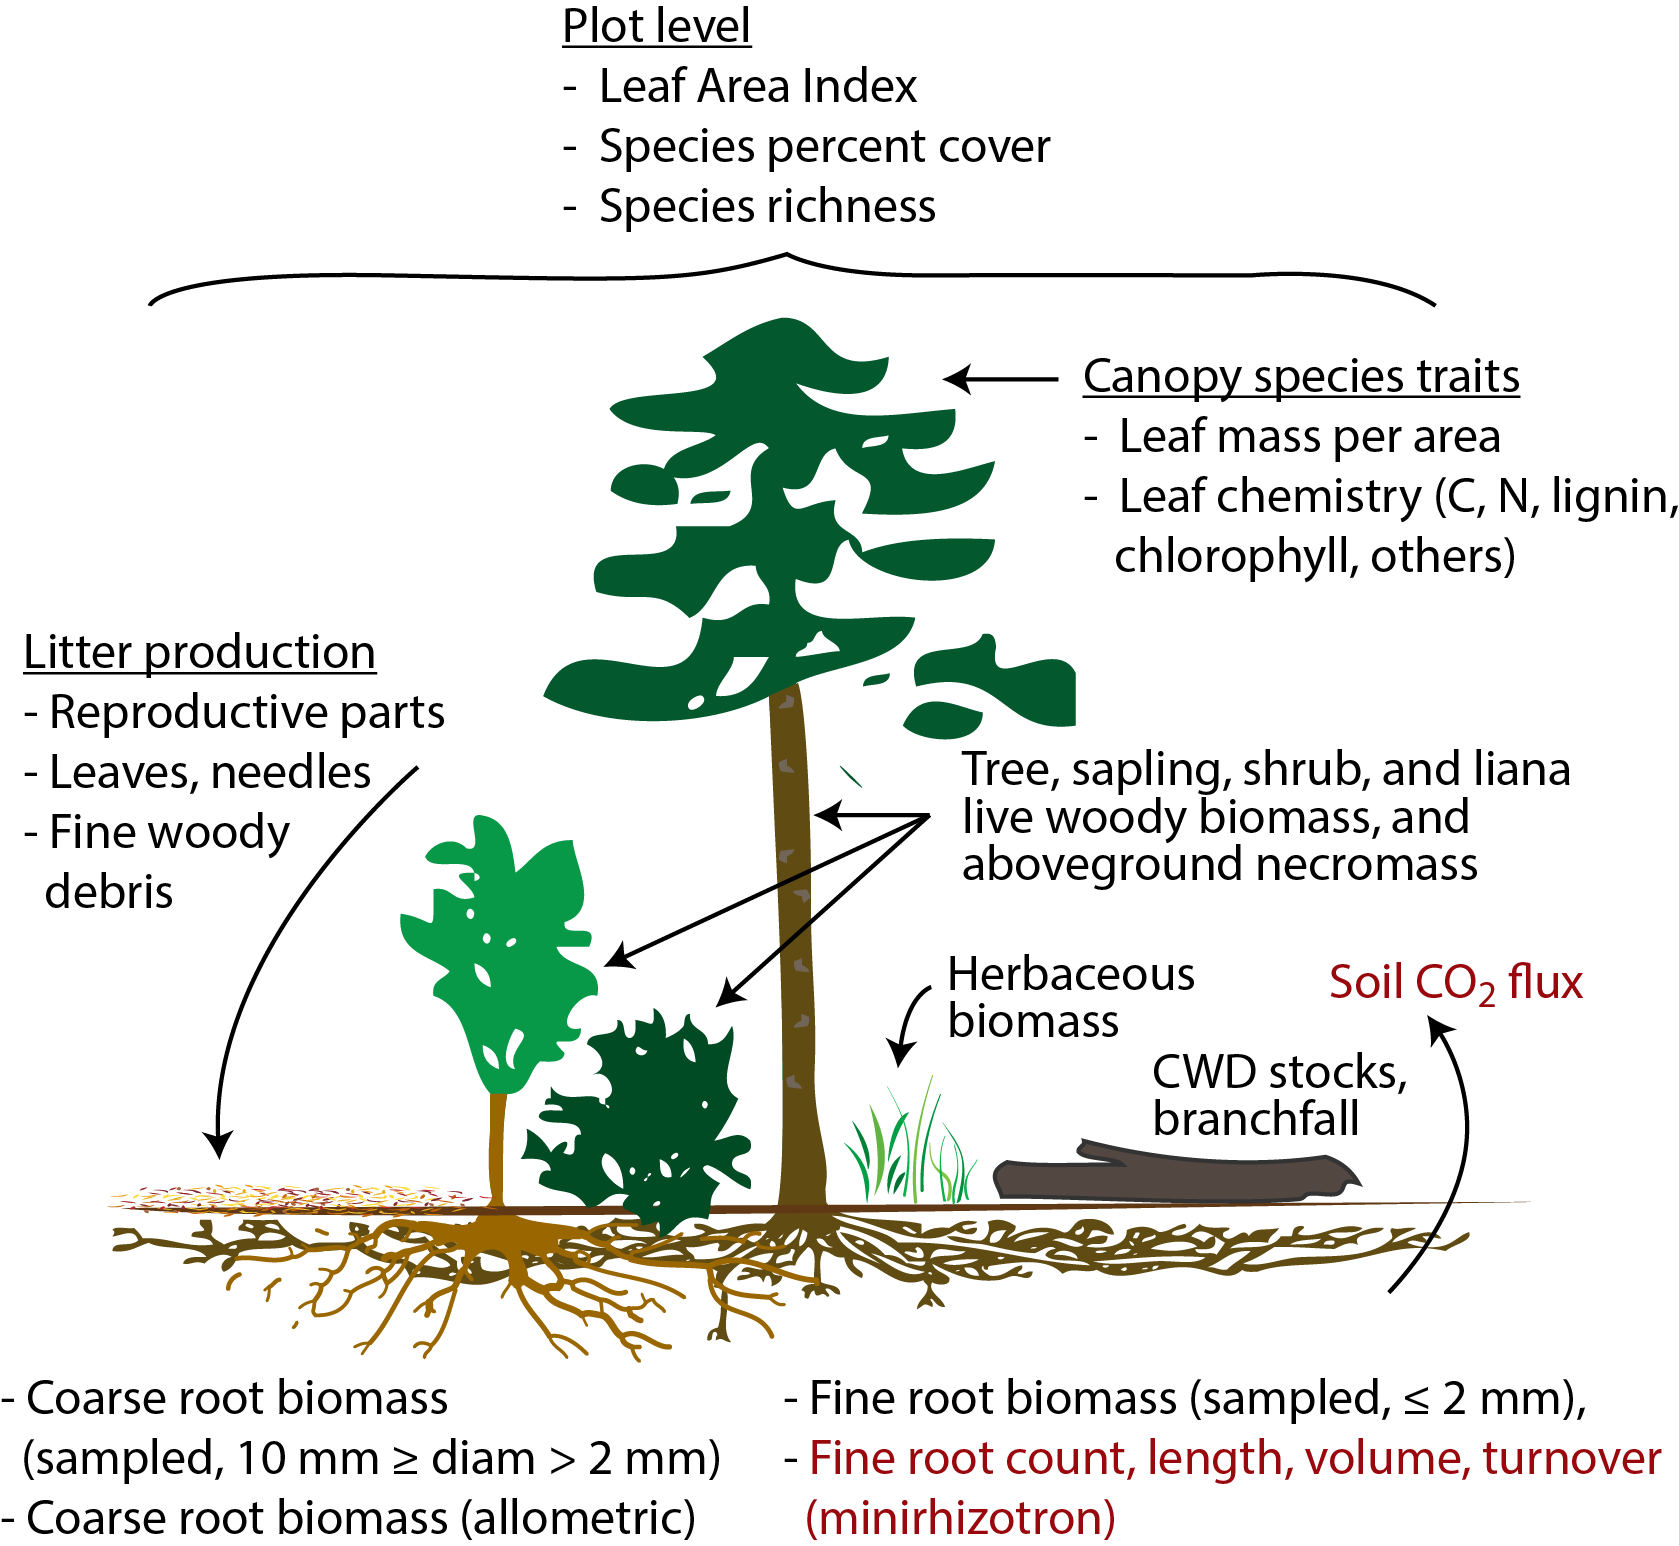 Plot level
- Leaf Area Index
- Species percent cover
- Species richness
Canopy species traits
- Leaf mass per area
- Leaf chemistry (C, N, lignin,
chlorophyll, others)
Litter production
- Reproductive parts
- Leaves, needles
- Fine woody
debris
Tree, sapling, shrub, and liana
live woody biomass, and
aboveground necromass
Herbaceous
biomass
Soil CO₂ flux
CWD stocks,
branchfall
- Coarse root biomass
(sampled, 10 mm ≥ diam > 2 mm)
- Coarse root biomass (allometric)
- Fine root biomass (sampled, ≤ 2 mm),
- Fine root count, length, volume, turnover
(minirhizotron)